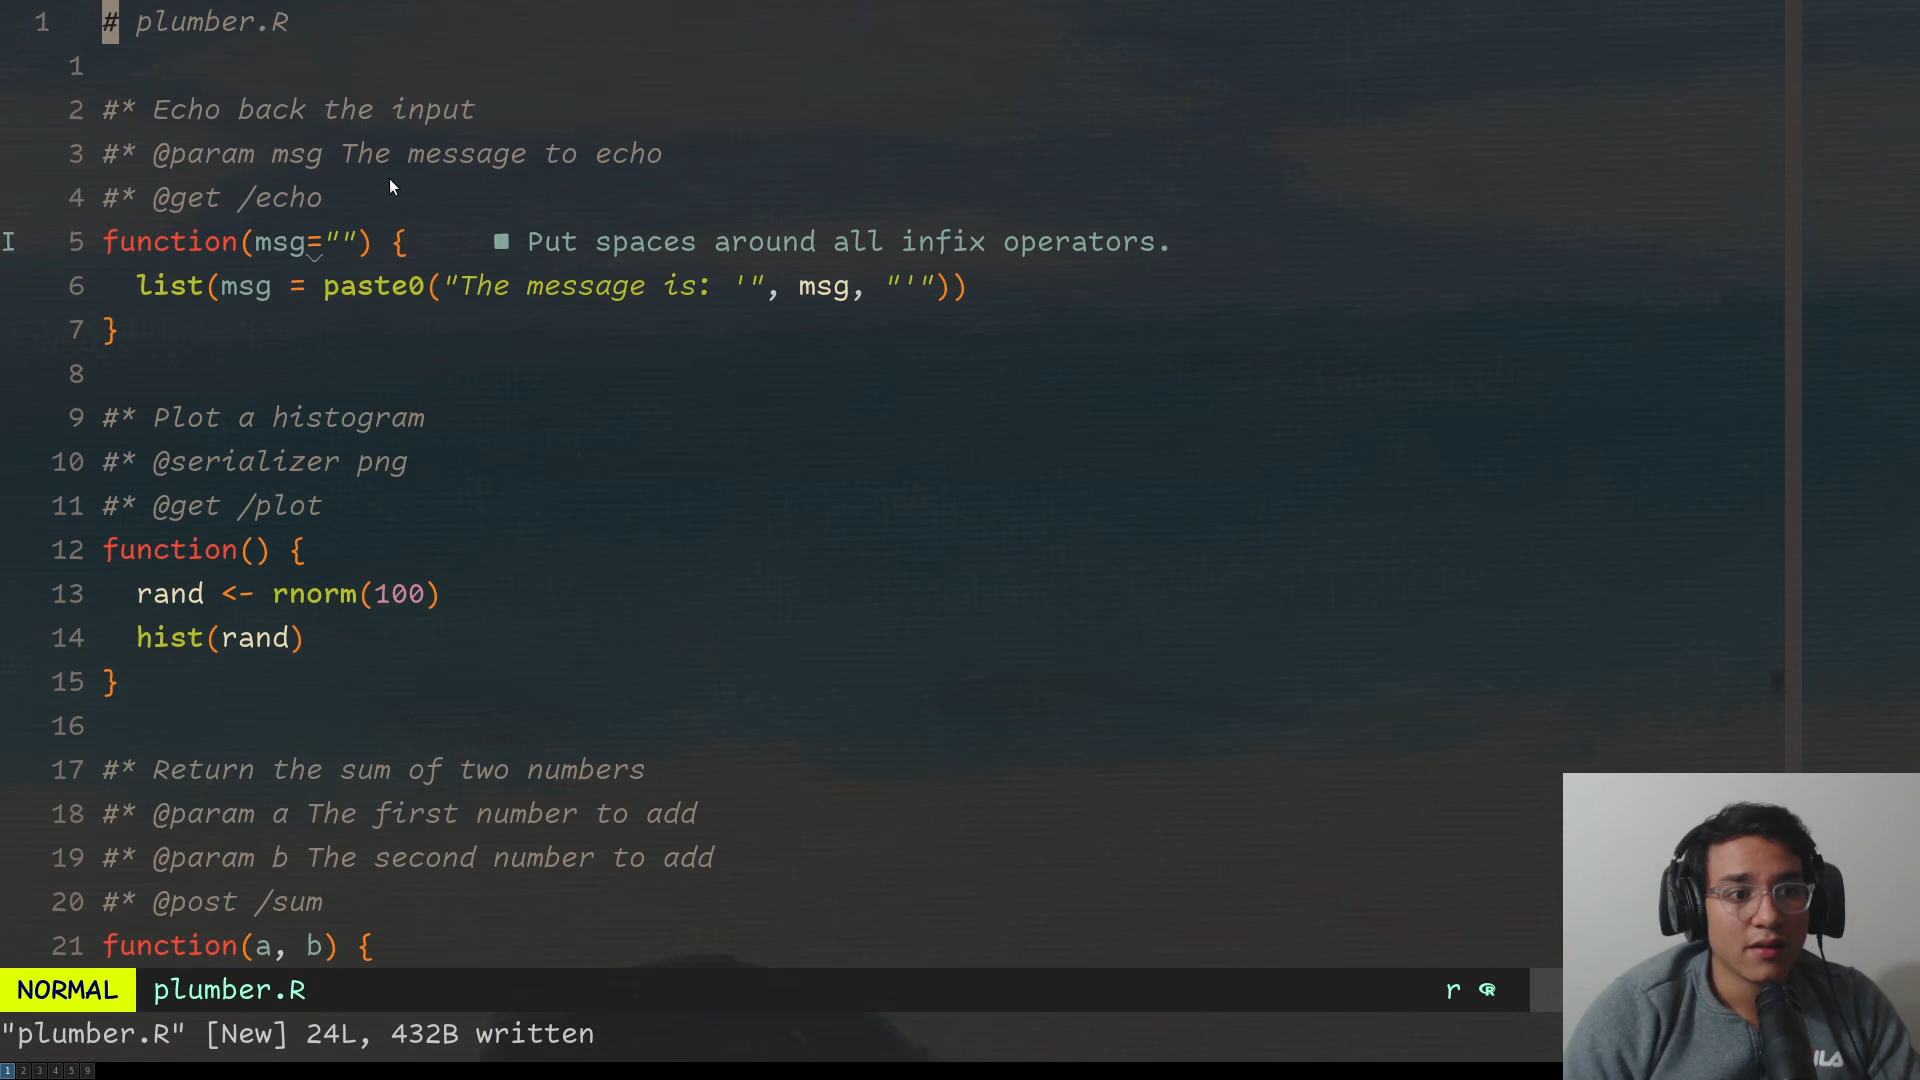 1 # plumber.R
1
2 #* Echo back the input
3 #* @param msg The message to echo
4 #* @get /echo
I 5 function(msg="") { ■ Put spaces around all infix operators.
6 list(msg = paste0("The message is: '", msg, "'"))
7 }
8
9 #* Plot a histogram
10 #* @serializer png
11 #* @get /plot
12 function() {
13 rand <- rnorm(100)
14 hist(rand)
15 }
16
17 #* Return the sum of two numbers
18 #* @param a The first number to add
19 #* @param b The second number to add
20 #* @post /sum
21 function(a, b) {
NORMAL plumber.R r
"plumber.R" [New] 24L, 432B written
1 2 3 4 5 9